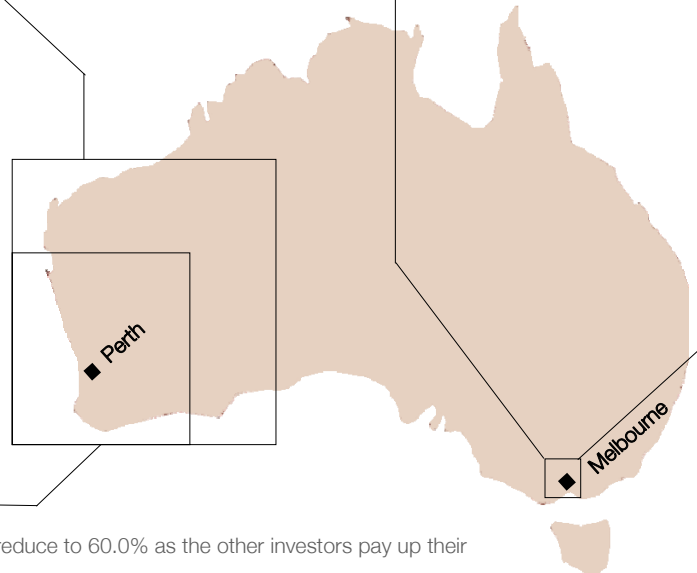 Perth
Melbourne
reduce to 60.0% as the other investors pay up their